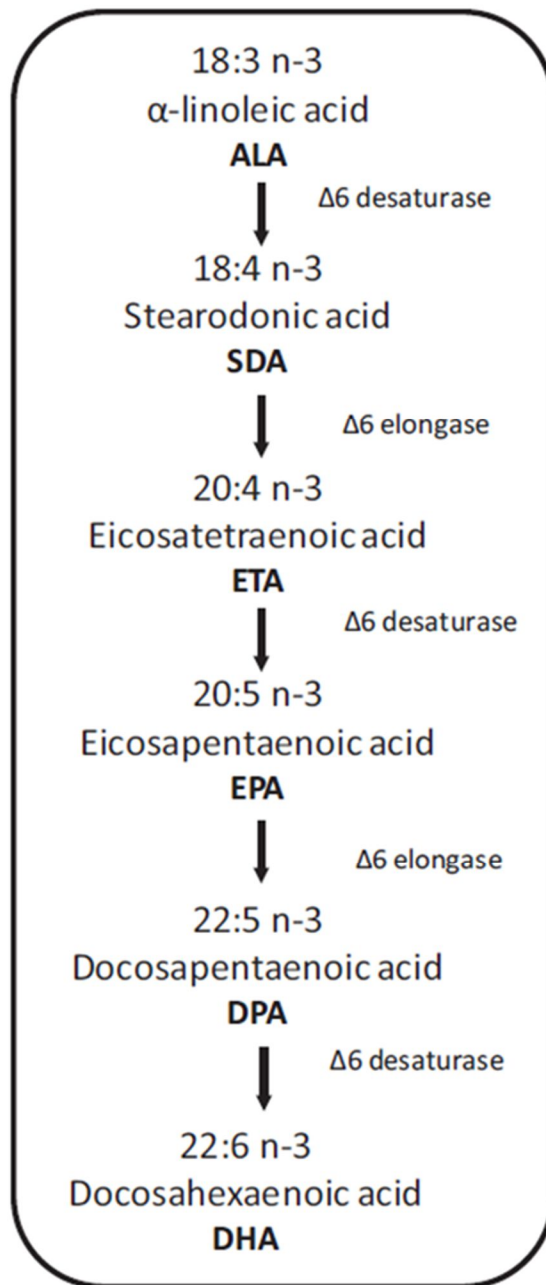 18:3 n-3
α-linoleic acid
ALA
Δ6 desaturase
18:4 n-3
Stearodonic acid
SDA
Δ6 elongase
20:4 n-3
Eicosatetraenoic acid
ETA
Δ6 desaturase
20:5 n-3
Eicosapentaenoic acid
EPA
Δ6 elongase
22:5 n-3
Docosapentaenoic acid
DPA
Δ6 desaturase
22:6 n-3
Docosahexaenoic acid
DHA